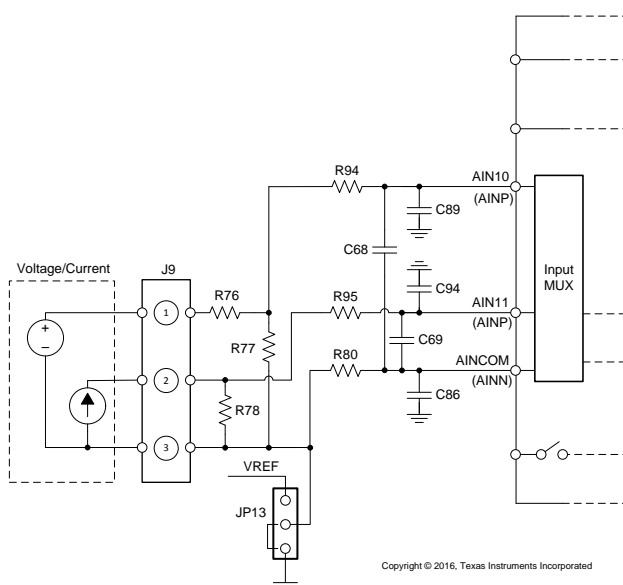 R94
AIN10
(AINP)
C89
C68
Voltage/Current
J9
Input
MUX
C94
R76
1
R95
AIN11
(AINP)
+
–
R77
C69
R80
AINCOM
(AINN)
2
R78
C86
3
VREF
JP13
Copyright © 2016, Texas Instruments Incorporated